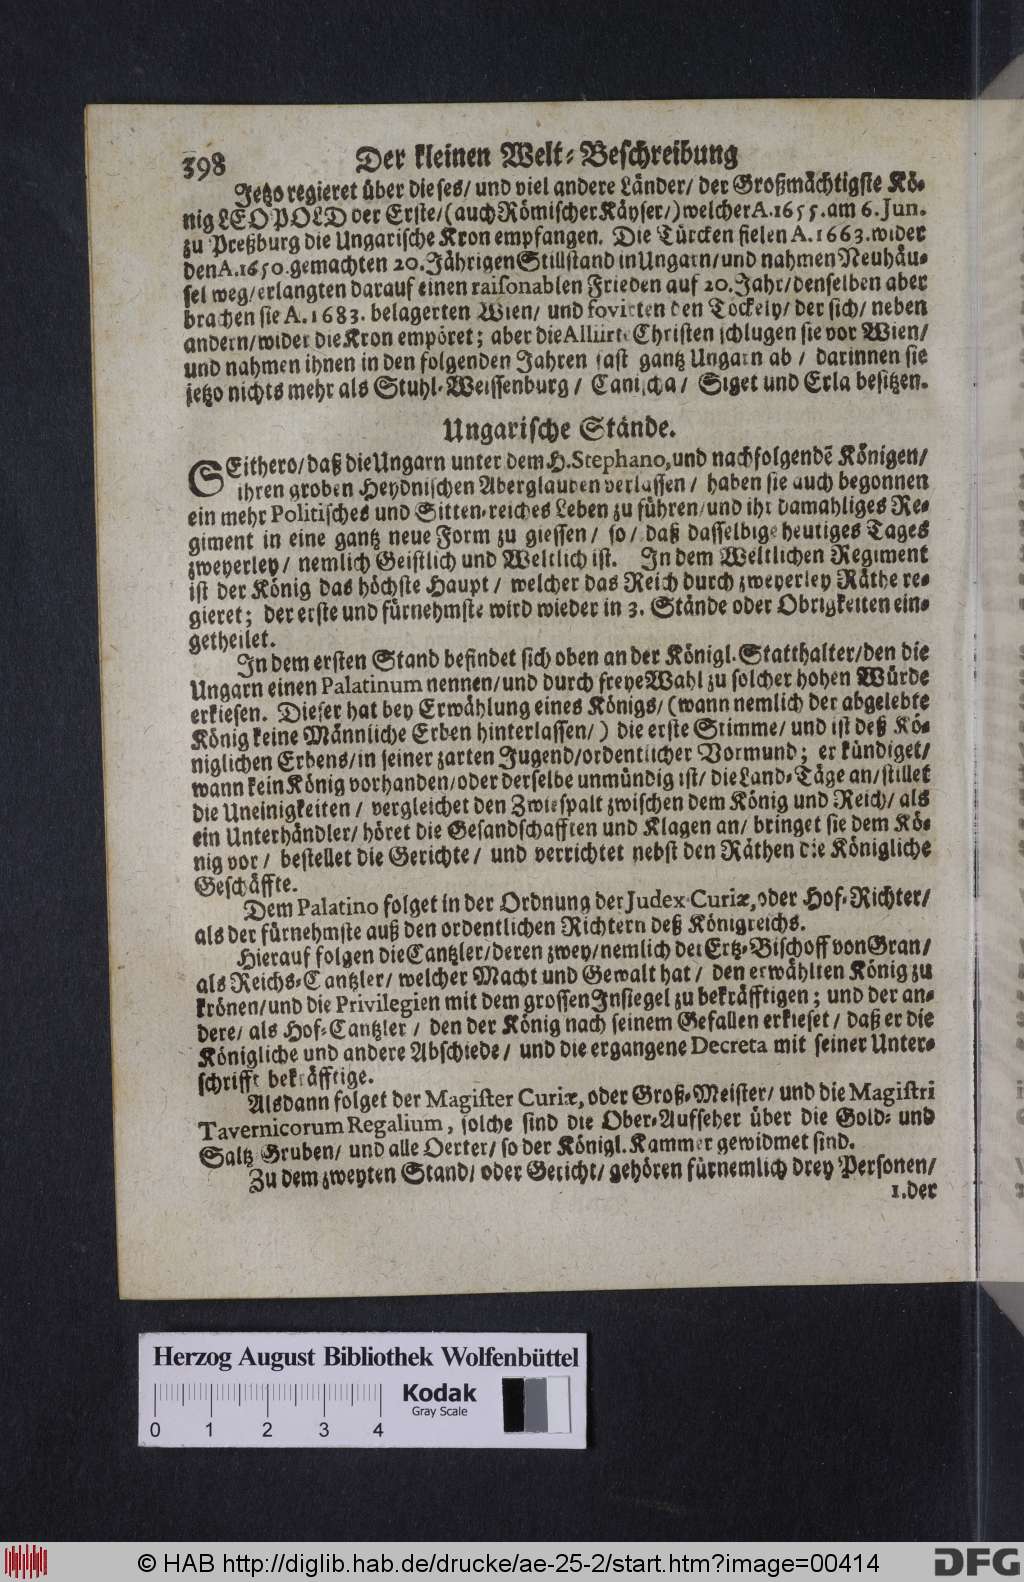 398 Der kleinen Welt-Beschreibung
Jetzo regieret über dieses/ und viel andere Länder/ der Großmächtigste Kö-
nig LEOPOLD der Erste/ (auch Römischer Käyser/) welcher A. 1655. am 6. Jun.
zu Preßburg die Ungarische Kron empfangen. Die Türcken fielen A. 1663. wider
den A. 1650. gemachten 20. Jährigen Stillstand in Ungarn/ und nahmen Neuhäu-
sel weg/ erlangten darauf einen raisonablen Frieden auf 20. Jahr/ denselben aber
brachen sie A. 1683. belagerten Wien/ und fovirten den Töckely/ der sich/ neben
andern/ wider die Kron empöret; aber die Alliirte Christen schlugen sie vor Wien/
und nahmen ihnen in den folgenden Jahren fast gantz Ungarn ab/ darinnen sie
jetzo nichts mehr als Stuhl-Weissenburg/ Canischa/ Siget und Erla besitzen.
Ungarische Stände.
SEithero/ daß die Ungarn unter dem H. Stephano, und nachfolgendẽ Königen/
ihren groben Heydnischen Aberglauben verlassen/ haben sie auch begonnen
ein mehr Politisches und Sitten-reiches Leben zu führen/ und ihr damahliges Re-
giment in eine gantz neue Form zu giessen/ so/ daß dasselbige heutiges Tages
zweyerley/ nemlich Geistlich und Weltlich ist. In dem Weltlichen Regiment
ist der König das höchste Haupt/ welcher das Reich durch zweyerley Räthe re-
gieret; der erste und fürnehmste wird wieder in 3. Stände oder Obrigkeiten ein-
getheilet.
In dem ersten Stand befindet sich oben an der Königl. Statthalter/ den die
Ungarn einen Palatinum nennen/ und durch freye Wahl zu solcher hohen Würde
erkiesen. Dieser hat bey Erwählung eines Königs/ (wann nemlich der abgelebte
König keine Männliche Erben hinterlassen/) die erste Stimme/ und ist deß Kö-
niglichen Erbens/ in seiner zarten Jugend/ ordentlicher Vormund; er kündiget/
wann kein König vorhanden/ oder derselbe unmündig ist/ die Land-Täge an/ stillet
die Uneinigkeiten/ vergleichet den Zwiespalt zwischen dem König und Reich/ als
ein Unterhändler/ höret die Gesandschafften und Klagen an/ bringet sie dem Kö-
nig vor/ bestellet die Gerichte/ und verrichtet nebst den Räthen die Königliche
Geschäffte.
Dem Palatino folget in der Ordnung der Judex Curiæ, oder Hof-Richter/
als der fürnehmste auß den ordentlichen Richtern deß Königreichs.
Hierauf folgen die Cantzler/ deren zwey/ nemlich der Ertz-Bischoff von Gran/
als Reichs-Cantzler/ welcher Macht und Gewalt hat/ den erwählten König zu
krönen/ und die Privilegien mit dem grossen Insiegel zu bekräfftigen; und der an-
dere/ als Hof-Cantzler/ den der König nach seinem Gefallen erkieset/ daß er die
Königliche und andere Abschiede/ und die ergangene Decreta mit seiner Unter-
schrifft bekräfftige.
Alsdann folget der Magister Curiæ, oder Groß-Meister/ und die Magistri
Tavernicorum Regalium, solche sind die Ober-Aufseher über die Gold- und
Saltz Gruben/ und alle Oerter/ so der Königl. Kammer gewidmet sind.
Zu dem zweyten Stand/ oder Gericht/ gehören fürnemlich drey Personen/
1. der
Herzog August Bibliothek Wolfenbüttel
Kodak
Gray Scale
0 1 2 3 4
© HAB http://diglib.hab.de/drucke/ae-25-2/start.htm?image=00414
DFG